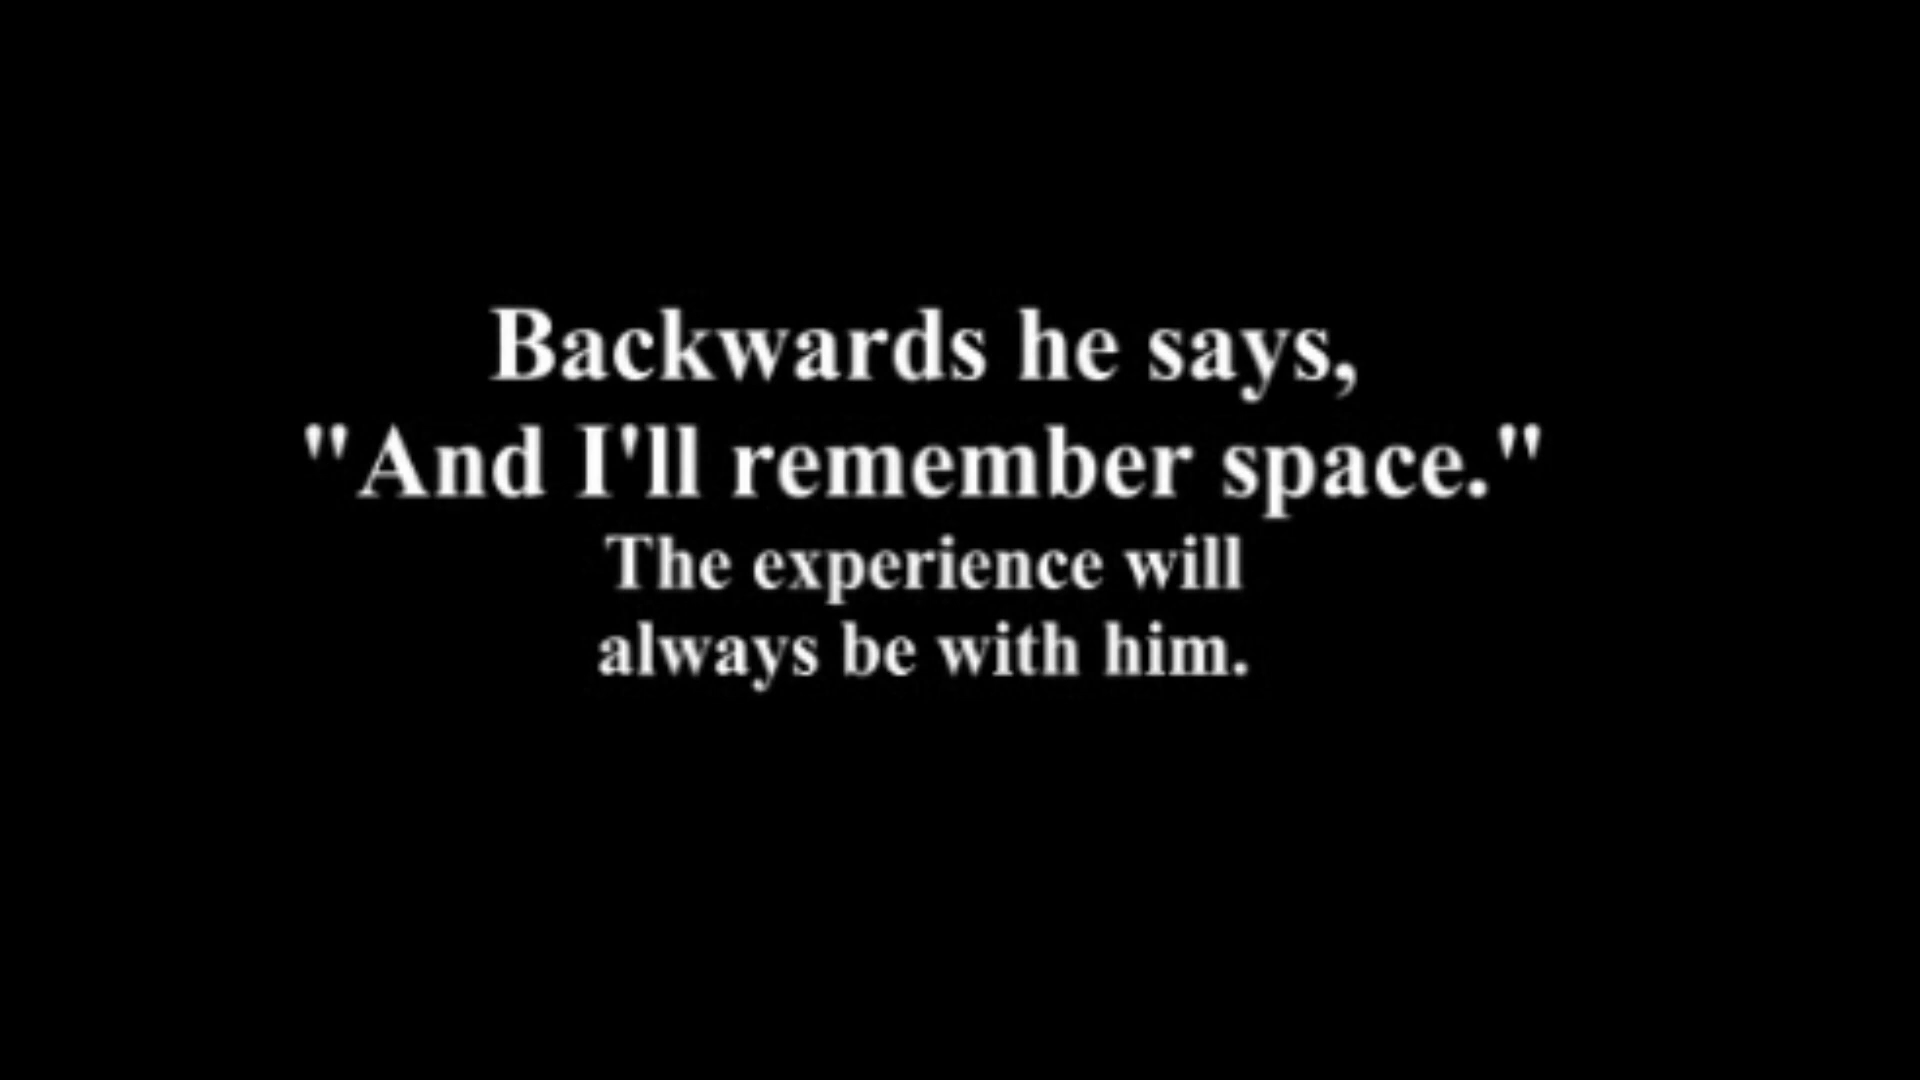 Backwards he says,
"And I'll remember space."
The experience will
always be with him.